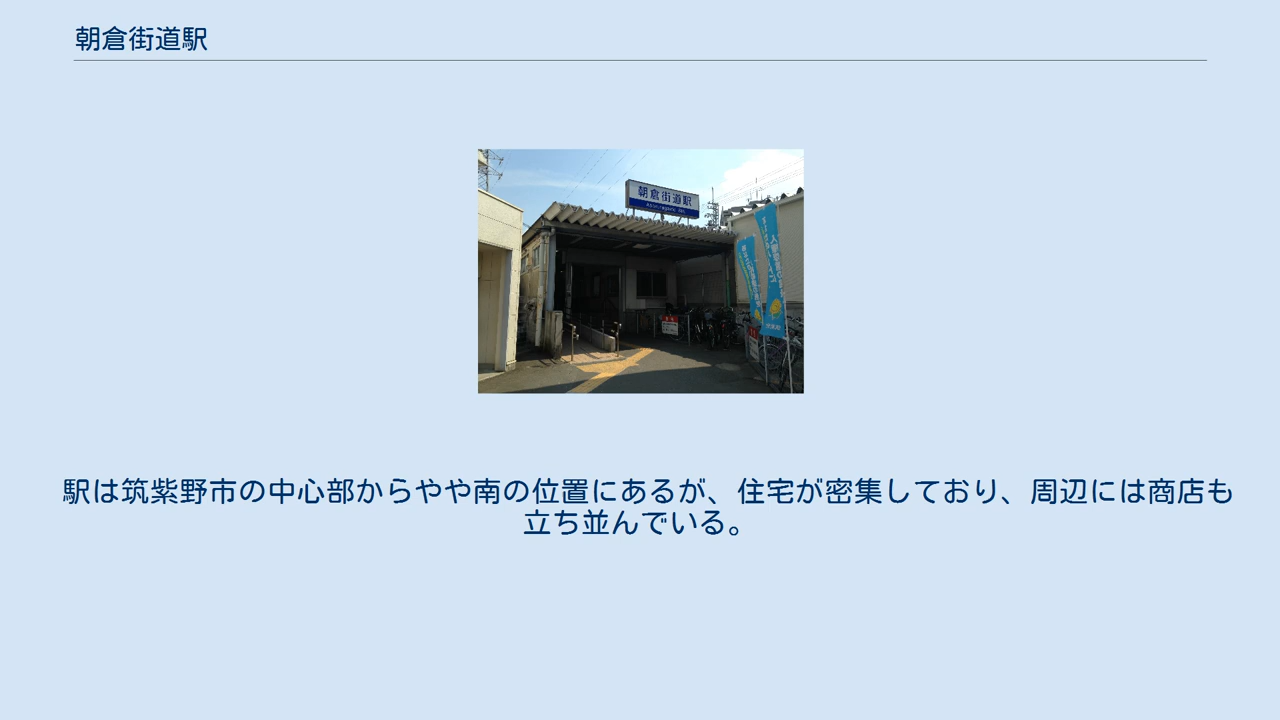 朝倉街道駅
朝倉街道駅
駅は筑紫野市の中心部からやや南の位置にあるが、住宅が密集しており、周辺には商店も
立ち並んでいる。